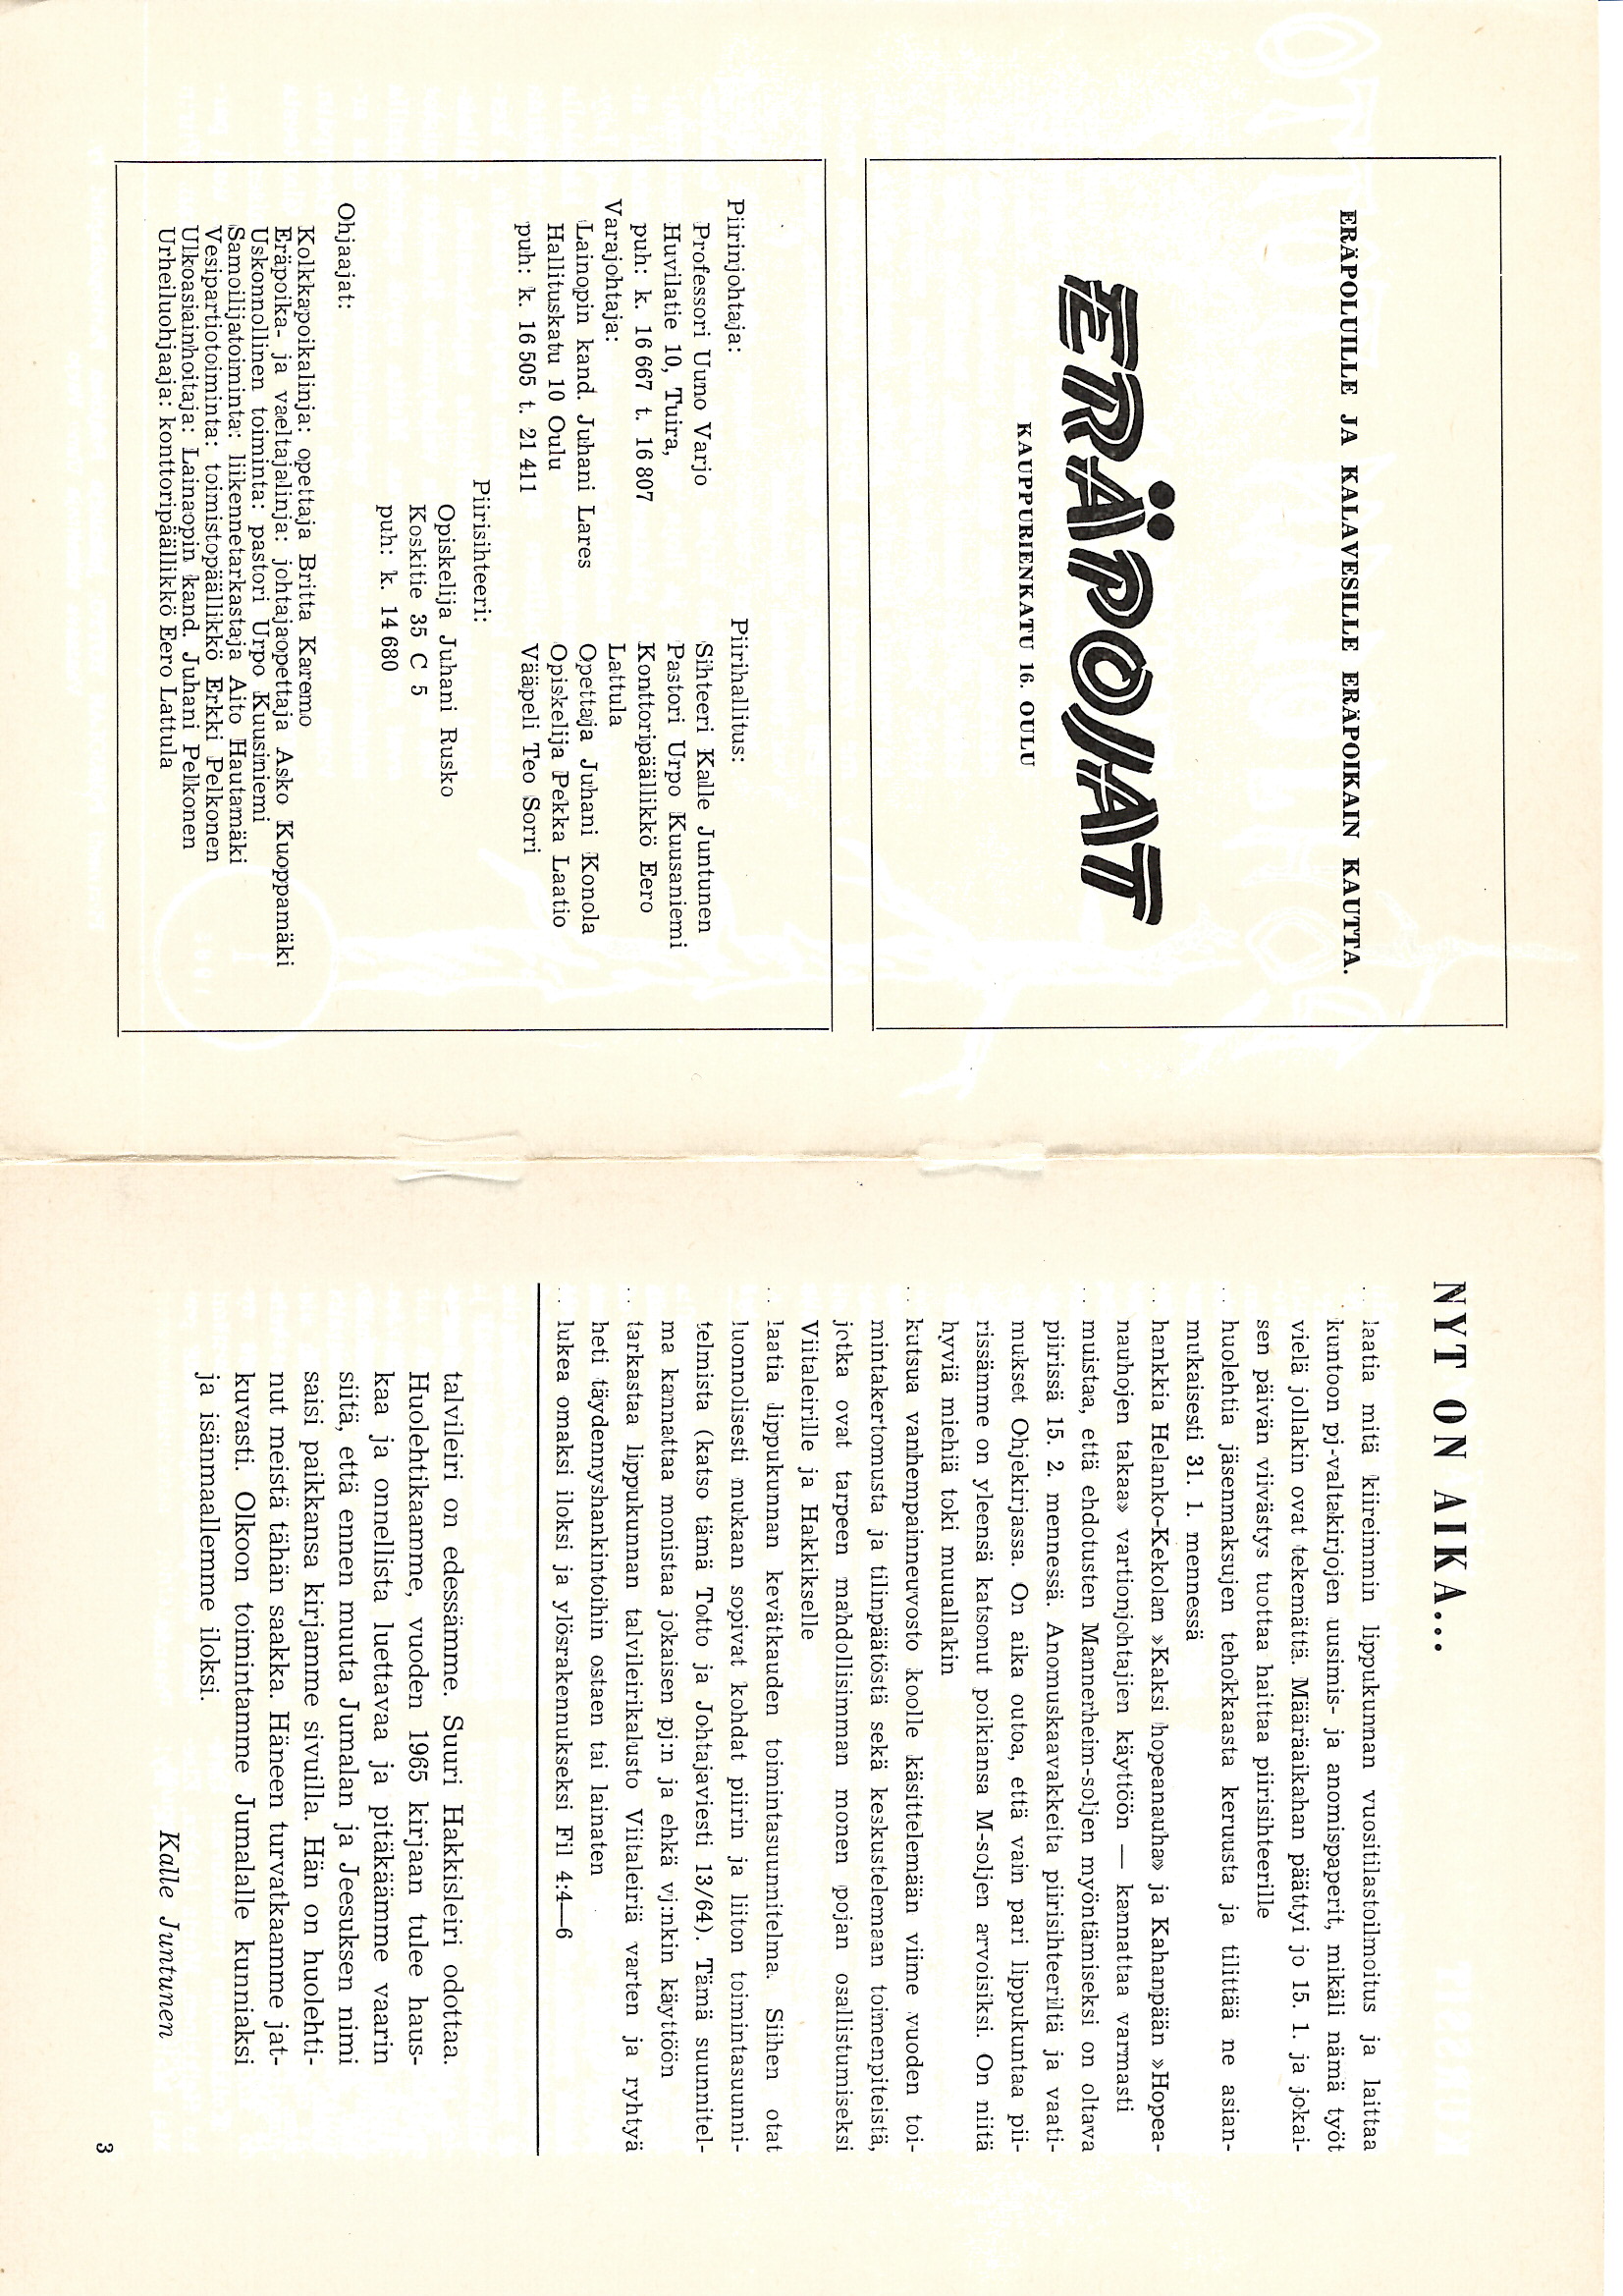 ERÄPOLUILLE JA KALAVESILLE ERÄPOIKAIN KAUTTA.
ERÄPOJAT
KAUPPURIENKATU 16. OULU
Piirinjohtaja:
Professori Uuno Varjo
Huvilatie 10, Tuira,
puh: k. 16 667 t. 16 807
Varajohtaja:
Lainopin kand. Juhani Lares
Hallituskatu 10 Oulu
puh: k. 16 505 t. 21 411
Piirihallitus:
Sihteeri Kalle Juntunen
Pastori Urpo Kuusaniemi
Konttoripäällikkö Eero
Lattula
Opettaja Juhani Konola
Opiskelija Pekka Laatio
Vääpeli Teo Sorri
Piirisihteeri:
Opiskelija Juhani Rusko
Koskitie 35 C 5
puh: k. 14 680
Ohjaajat:
Kolkkapoikalinja: opettaja Britta Karemo
Eräpoika- ja vaeltajalinja: johtajaopettaja Asko Kuoppamäki
Uskonnollinen toiminta: pastori Urpo Kuusiniemi
Samoilijatoiminta: liikennetarkastaja Aito Hautamäki
Vesipartiotoiminta: toimistopäällikkö Erkki Pelkonen
Ulkoasiainhoitaja: Lainaopin kand. Juhani Pelkonen
Urheiluohjaaja: konttoripäällikkö Eero Lattula
NYT ON AIKA...
. . laatia mitä kiireimmin lippukunnan vuositilastoilmoitus ja laittaa
kuntoon pj-valtakirjojen uusimis- ja anomispaperit, mikäli nämä työt
vielä jollakin ovat tekemättä. Määräaikahan päättyi jo 15. 1. ja jokai-
sen päivän viivästys tuottaa haittaa piirisihteerille
. . huolehtia jäsenmaksujen tehokkaasta keruusta ja tilittää ne asian-
mukaisesti 31. 1. mennessä
. . hankkia Helanko-Kekolan »Kaksi hopeanauha» ja Kahanpään »Hopea-
nauhojen takaa» vartionjohtajien käyttöön — kannattaa varmasti
. . muistaa, että ehdotusten Mannerheim-soljen myöntämiseksi on oltava
piirissä 15. 2. mennessä. Anomuskaavakkeita piirisihteeriltä ja vaati-
mukset Ohjekirjassa. On aika outoa, että vain pari lippukuntaa pii-
rissämme on yleensä katsonut poikiansa M-soljen arvoisiksi. On niitä
hyviä miehiä toki muuallakin
. . kutsua vanhempainneuvosto koolle käsittelemään viime vuoden toi-
mintakertomusta ja tilinpäätöstä sekä keskustelemaan toimenpiteistä,
jotka ovat tarpeen mahdollisimman monen pojan osallistumiseksi
Viitaleirille ja Hakkikselle
. . laatia lippukunnan kevätkauden toimintasuunnitelma. Siihen otat
luonnolisesti mukaan sopivat kohdat piirin ja liiton toimintasuunni-
telmista (katso tämä Totto ja Johtajaviesti 13/64). Tämä suunnitel-
ma kannattaa monistaa jokaisen pj:n ja ehkä vj:nkin käyttöön
. . tarkastaa lippukunnan talvileirikalusto Viitaleiriä varten ja ryhtyä
heti täydennyshankintoihin ostaen tai lainaten
. . lukea omaksi iloksi ja ylösrakennukseksi Fil 4:4—6
talvileiri on edessämme. Suuri Hakkisleiri odottaa.
Huolehtikaamme, vuoden 1965 kirjaan tulee haus-
kaa ja onnellista luettavaa ja pitäkäämme vaarin
siitä, että ennen muuta Jumalan ja Jeesuksen nimi
saisi paikkansa kirjamme sivuilla. Hän on huolehti-
nut meistä tähän saakka. Häneen turvatkaamme jat-
kuvasti. Olkoon toimintamme Jumalalle kunniaksi
ja isänmaallemme iloksi.
Kalle Juntunen
3